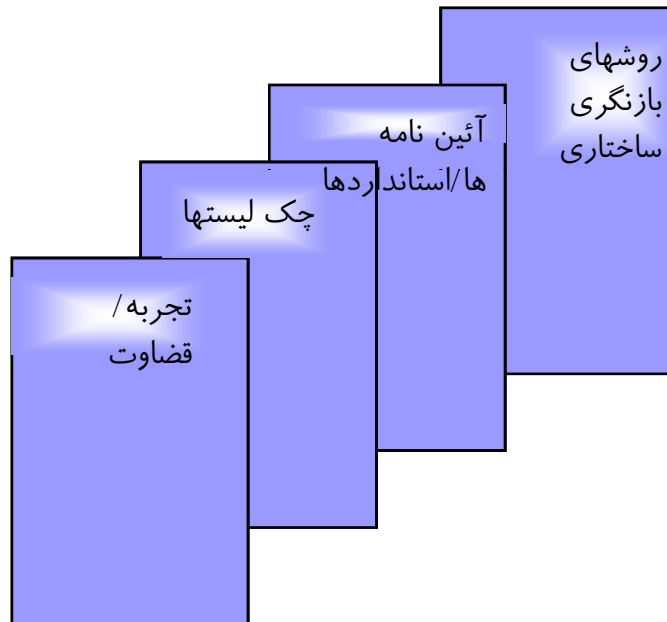 روشهای
بازنگری
ساختاری
آئین نامه
ها/استانداردها
چک لیستها
تجربه/
قضاوت